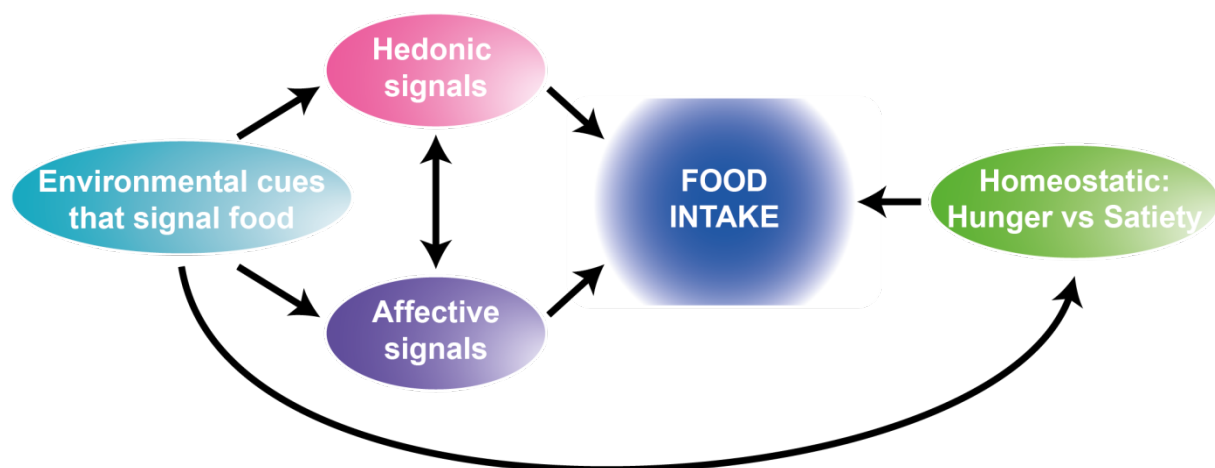 Hedonic
signals
Environmental cues
that signal food
FOOD
INTAKE
Homeostatic:
Hunger vs Satiety
Affective
signals